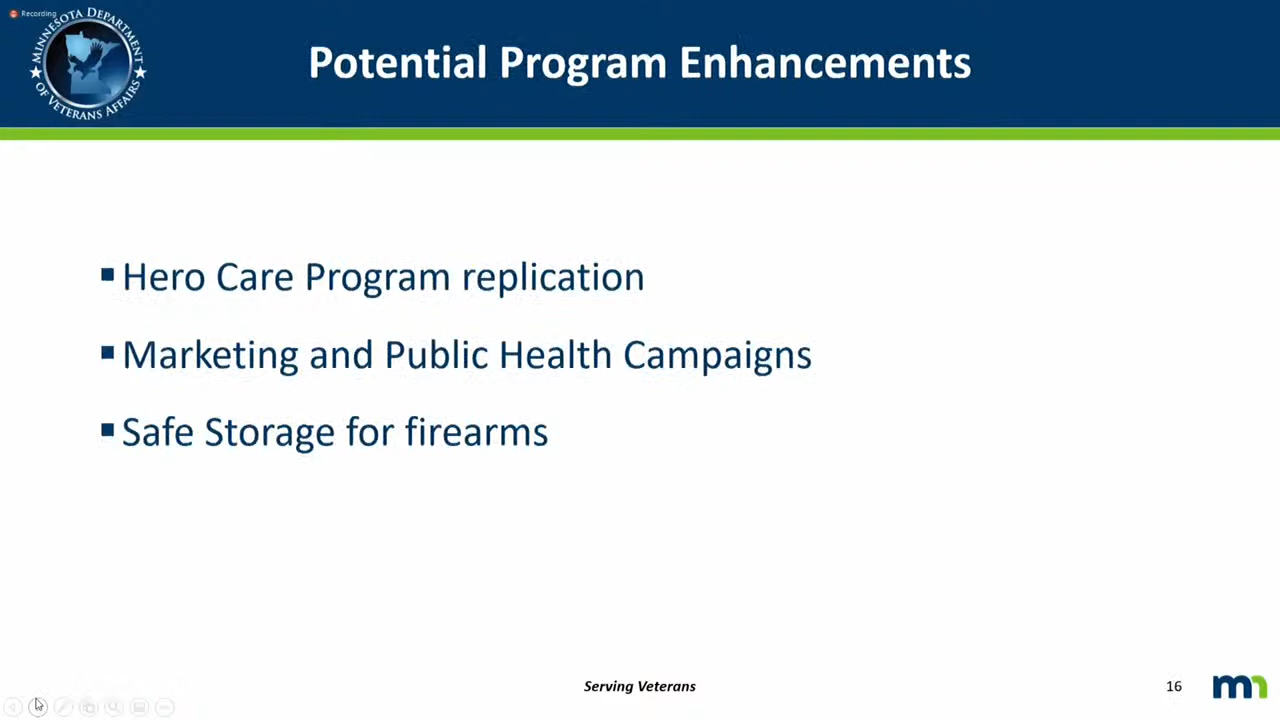 Recording
MINNESOTA DEPARTMENT
OF VETERANS AFFAIRS
Potential Program Enhancements
▪ Hero Care Program replication
▪ Marketing and Public Health Campaigns
▪ Safe Storage for firearms
Serving Veterans
16
mn